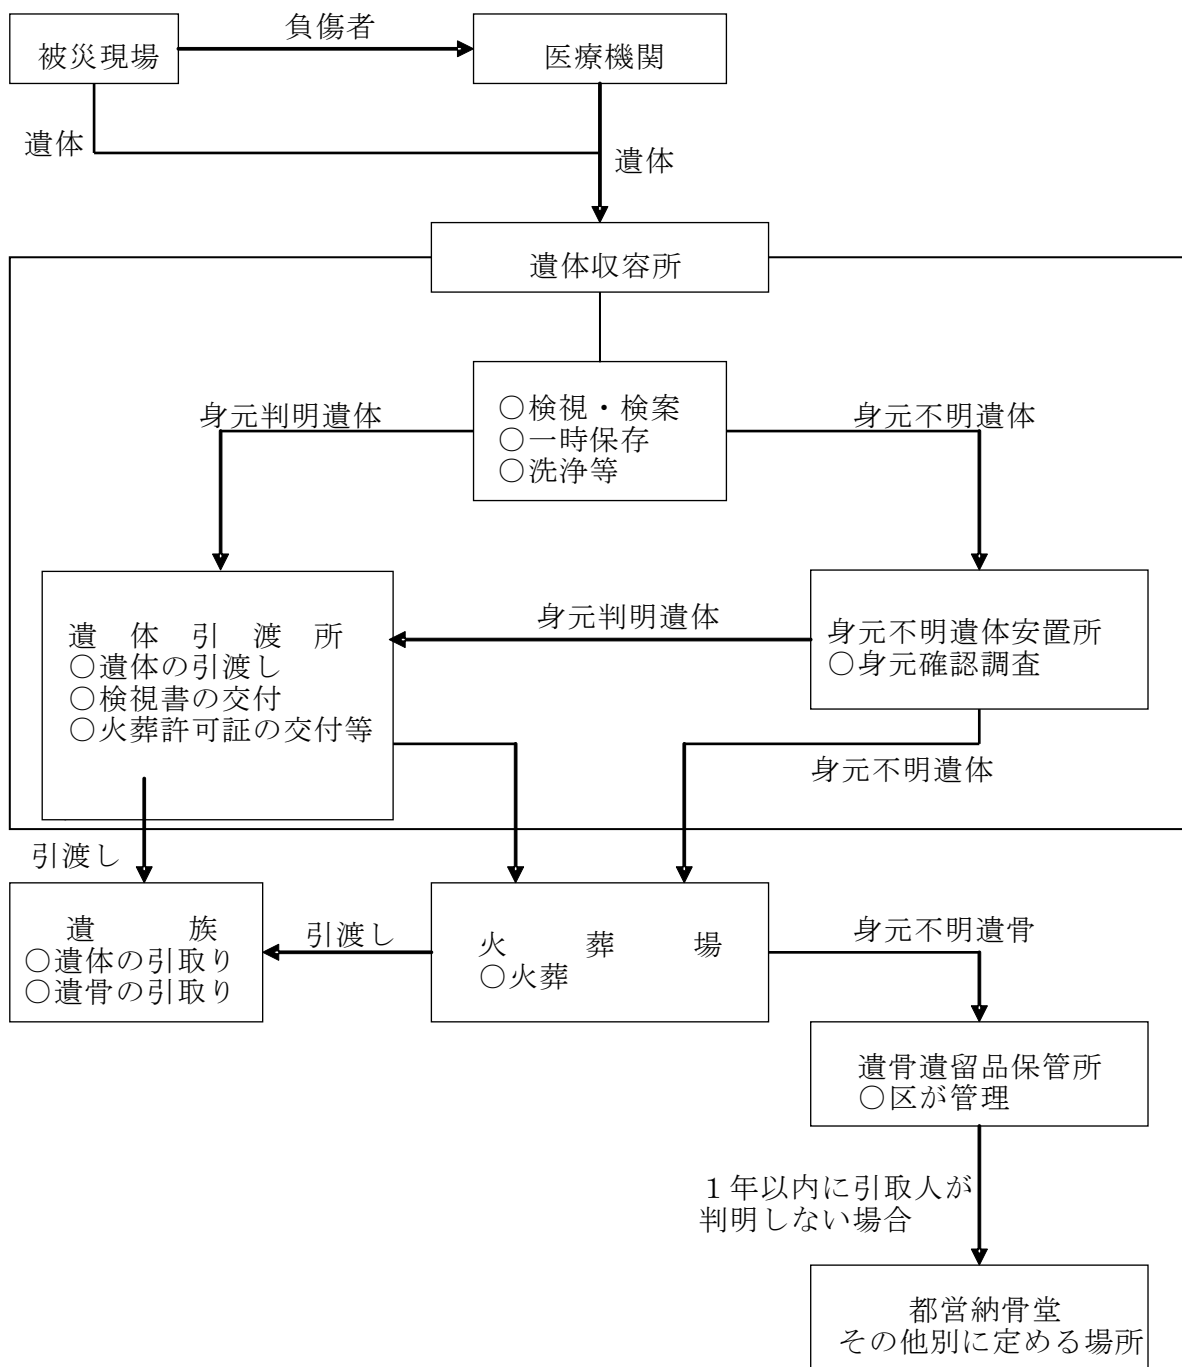 負傷者
被災現場
医療機関
遺体
遺体
遺体収容所
○検視・検案
○一時保存
○洗浄等
身元判明遺体
身元不明遺体
遺体引渡所
○遺体の引渡し
○検視書の交付
○火葬許可証の交付等
身元判明遺体
身元不明遺体安置所
○身元確認調査
身元不明遺体
引渡し
遺族
○遺体の引取り
○遺骨の引取り
引渡し
火葬場
○火葬
身元不明遺骨
遺骨遺留品保管所
○区が管理
１年以内に引取人が
判明しない場合
都営納骨堂
その他別に定める場所